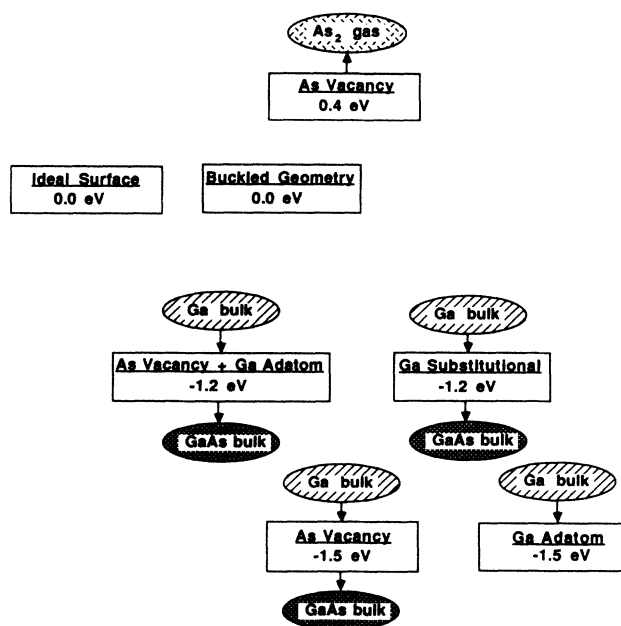 As₂ gas
As Vacancy
0.4 eV
Ideal Surface
0.0 eV
Buckled Geometry
0.0 eV
Ga bulk
As Vacancy + Ga Adatom
-1.2 eV
GaAs bulk
Ga bulk
Ga Substitutional
-1.2 eV
GaAs bulk
Ga bulk
As Vacancy
-1.5 eV
GaAs bulk
Ga bulk
Ga Adatom
-1.5 eV